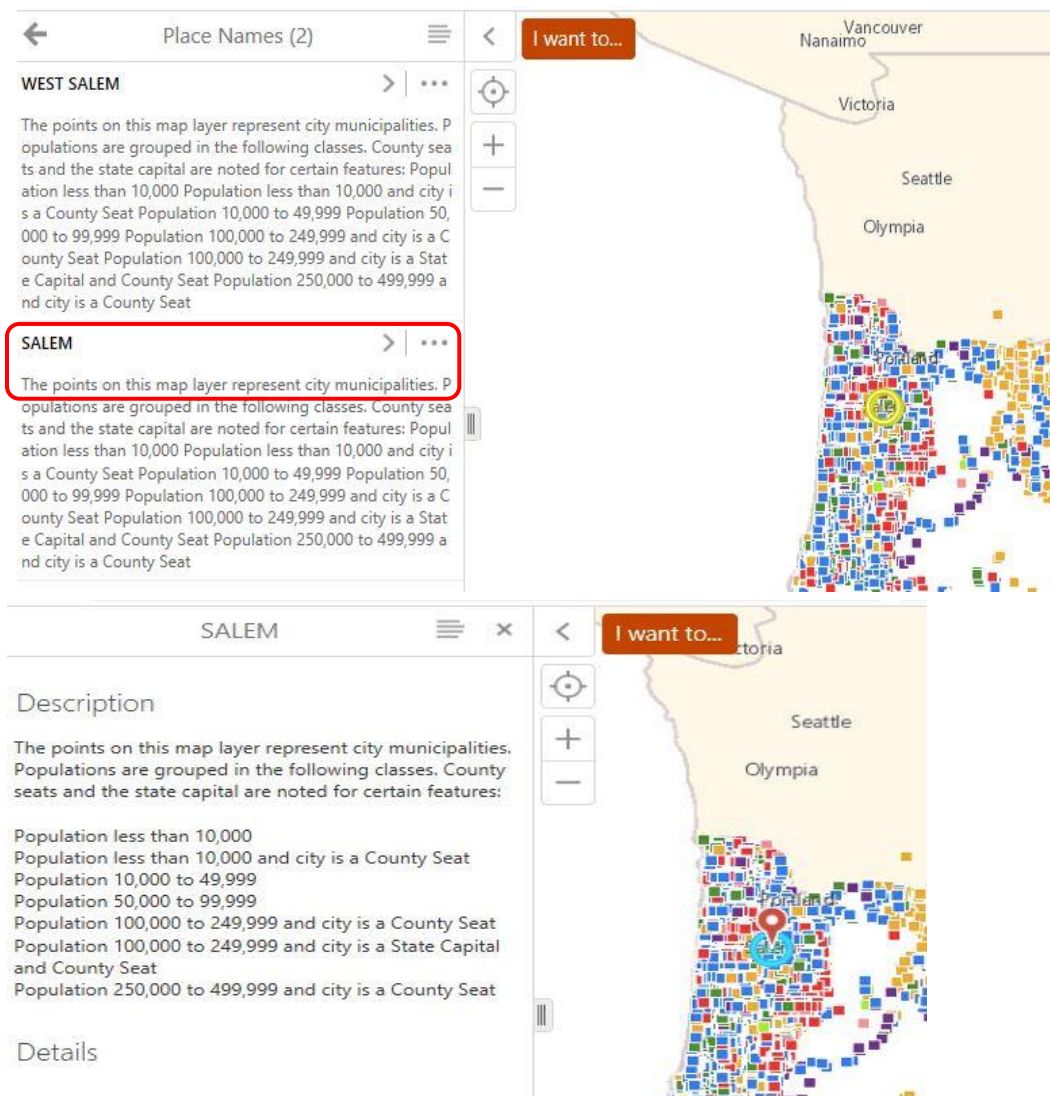 Place Names (2)
I want to...
WEST SALEM
The points on this map layer represent city municipalities. P
opulations are grouped in the following classes. County sea
ts and the state capital are noted for certain features: Popul
ation less than 10,000 Population less than 10,000 and city i
s a County Seat Population 10,000 to 49,999 Population 50,
000 to 99,999 Population 100,000 to 249,999 and city is a C
ounty Seat Population 100,000 to 249,999 and city is a Stat
e Capital and County Seat Population 250,000 to 499,999 a
nd city is a County Seat
SALEM
The points on this map layer represent city municipalities. P
opulations are grouped in the following classes. County sea
ts and the state capital are noted for certain features: Popul
ation less than 10,000 Population less than 10,000 and city i
s a County Seat Population 10,000 to 49,999 Population 50,
000 to 99,999 Population 100,000 to 249,999 and city is a C
ounty Seat Population 100,000 to 249,999 and city is a Stat
e Capital and County Seat Population 250,000 to 499,999 a
nd city is a County Seat
Vancouver
Nanaimo
Victoria
Seattle
Olympia
Portland
SALEM
I want to...
Description
The points on this map layer represent city municipalities.
Populations are grouped in the following classes. County
seats and the state capital are noted for certain features:
Population less than 10,000
Population less than 10,000 and city is a County Seat
Population 10,000 to 49,999
Population 50,000 to 99,999
Population 100,000 to 249,999 and city is a County Seat
Population 100,000 to 249,999 and city is a State Capital
and County Seat
Population 250,000 to 499,999 and city is a County Seat
Details
ctoria
Seattle
Olympia
Portland